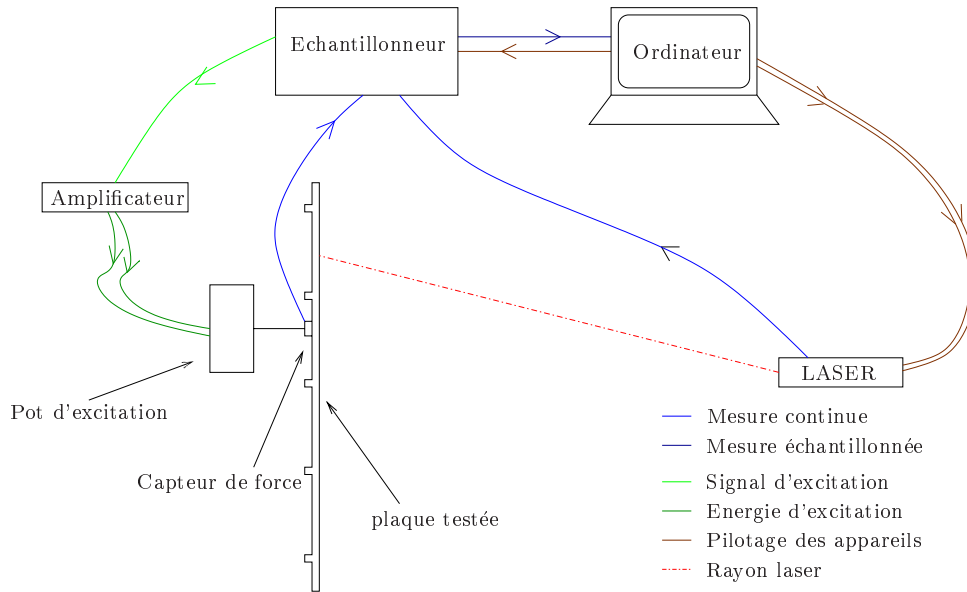 Echantillonneur
Ordinateur
Amplificateur
LASER
Pot d'excitation
Capteur de force
plaque testée
Mesure continue
Mesure échantillonnée
Signal d'excitation
Energie d'excitation
Pilotage des appareils
Rayon laser